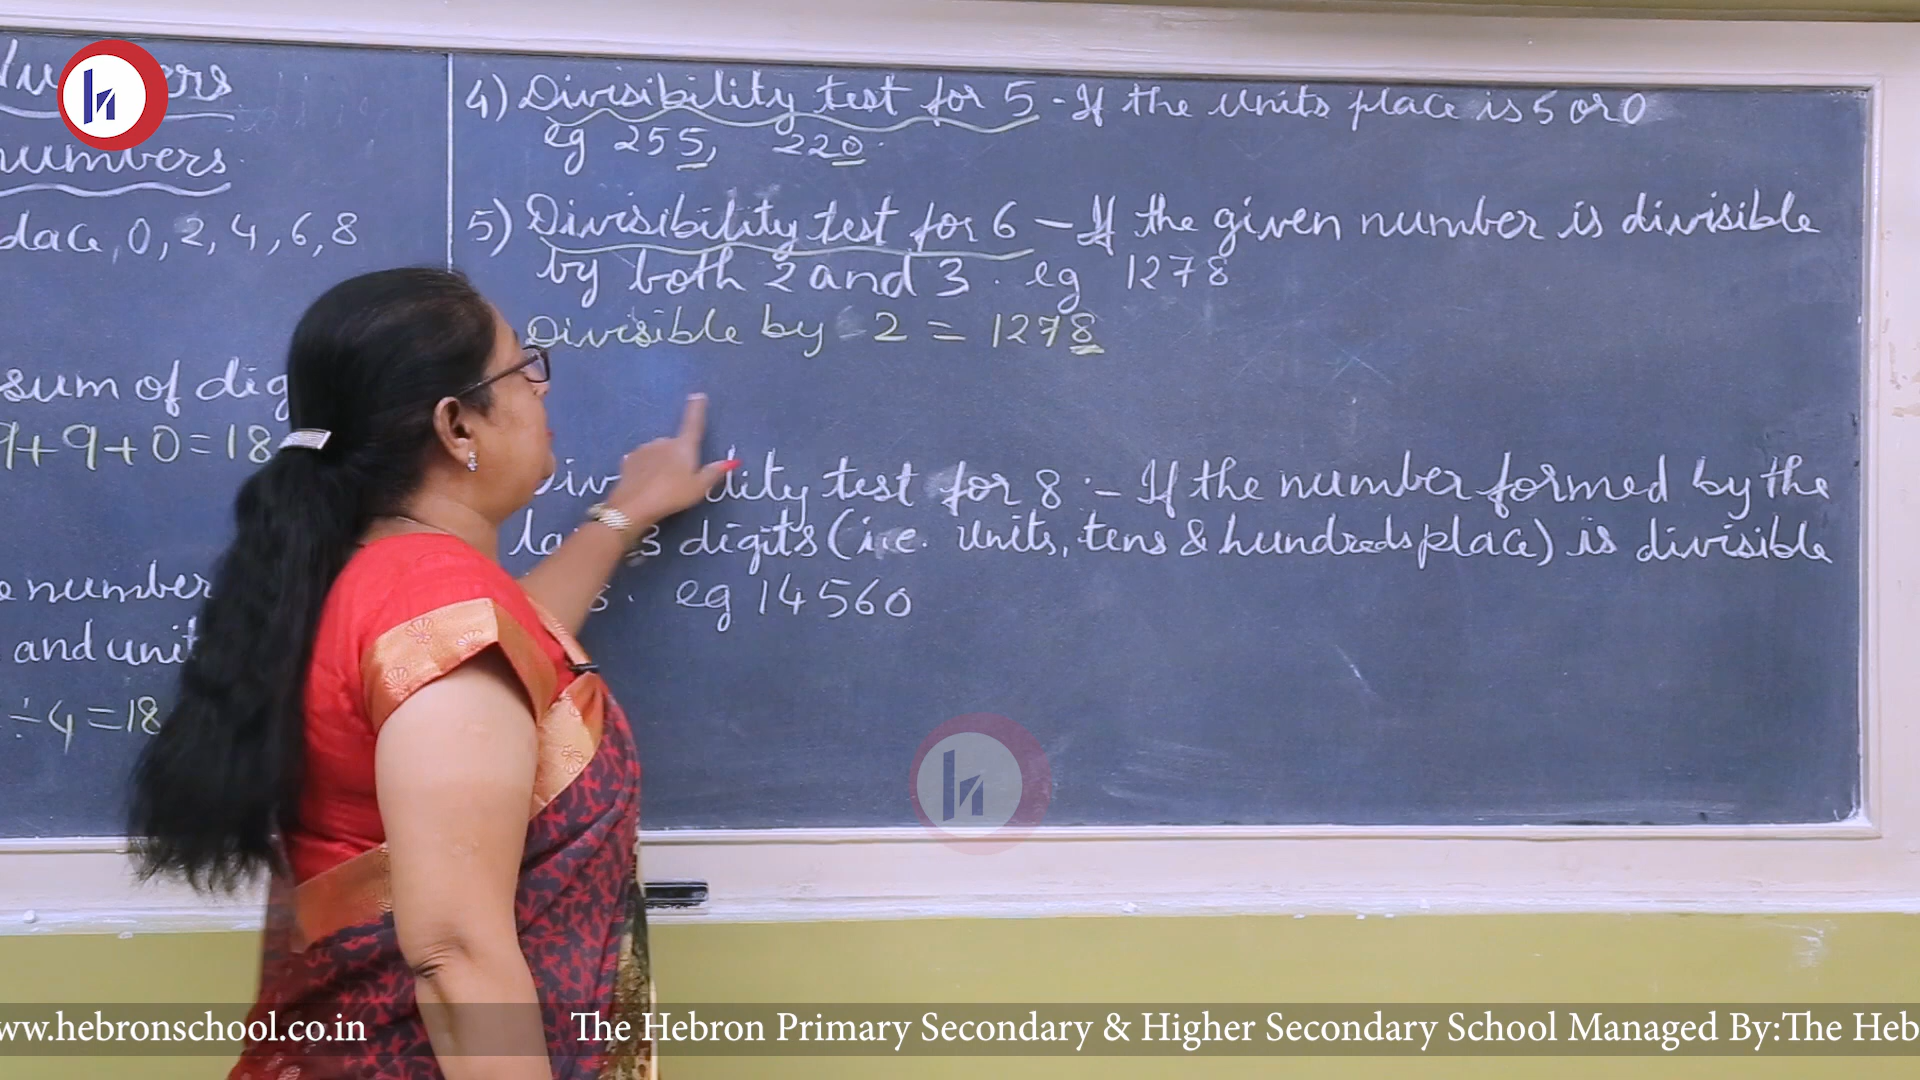 numbers
place, 0, 2, 4, 6, 8
sum of dig
9+9+0=18
number
and unit
÷4=18
4) Divisibility test for 5 - If the units place is 5 or 0
eg 255, 220.
5) Divisibility test for 6 - If the given number is divisible
by both 2 and 3. eg 1278
Divisible by 2 = 1278
test for 8 :- If the number formed by the
3 digits (i.e. units, tens & hundreds place) is divisible
eg 14560
www.hebronschool.co.in
The Hebron Primary Secondary & Higher Secondary School Managed By:The Heb